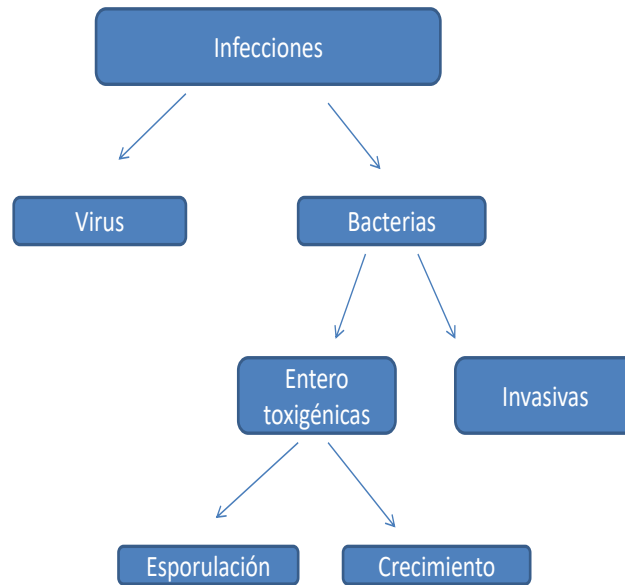 Infecciones
Virus
Bacterias
Entero
toxigénicas
Invasivas
Esporulación
Crecimiento